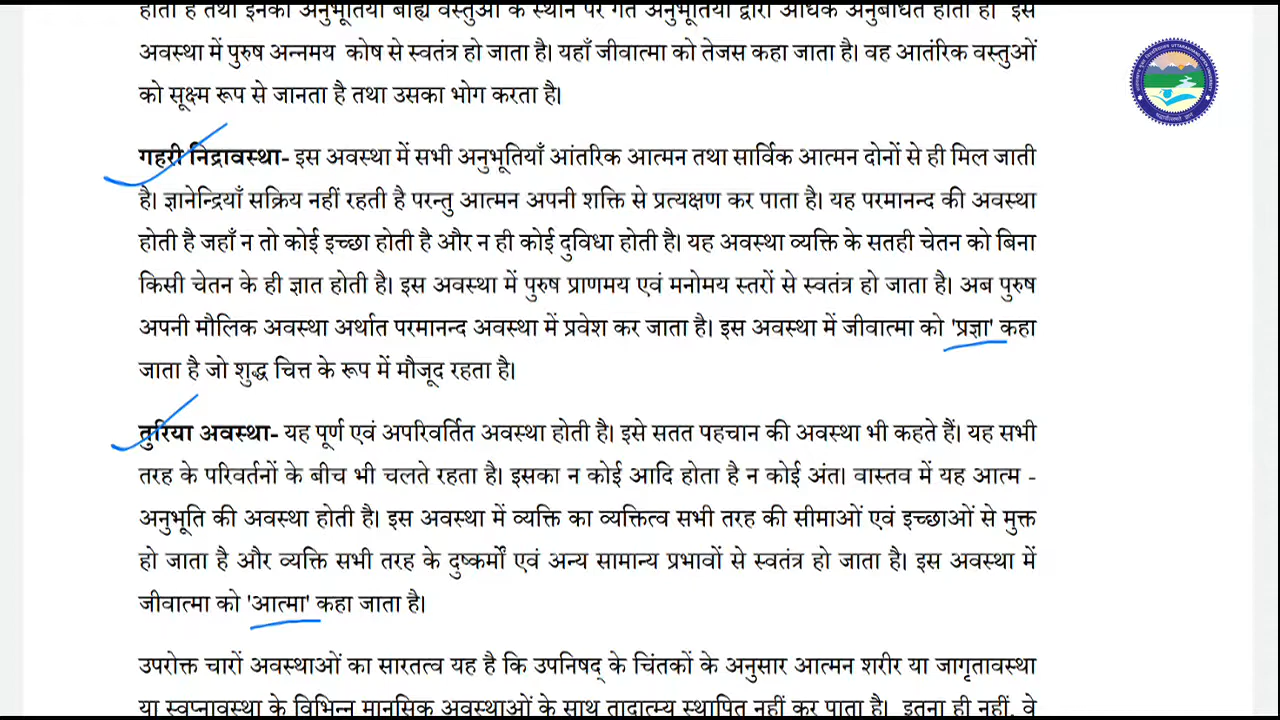 होती है तथा इनकी अनुभूतियाँ बाह्य वस्तुओं के स्थान पर गत अनुभूतियों द्वारा अधिक अनुबंधित होती हैं। इस
अवस्था में पुरुष अन्नमय कोष से स्वतंत्र हो जाता है। यहाँ जीवात्मा को तेजस कहा जाता है। वह आतंरिक वस्तुओं
को सूक्ष्म रूप से जानता है तथा उसका भोग करता है।
गहरी निद्रावस्था- इस अवस्था में सभी अनुभूतियाँ आंतरिक आत्मन तथा सार्विक आत्मन दोनों से ही मिल जाती
है। ज्ञानेन्द्रियाँ सक्रिय नहीं रहती है परन्तु आत्मन अपनी शक्ति से प्रत्यक्षण कर पाता है। यह परमानन्द की अवस्था
होती है जहाँ न तो कोई इच्छा होती है और न ही कोई दुविधा होती है। यह अवस्था व्यक्ति के सतही चेतन को बिना
किसी चेतन के ही ज्ञात होती है। इस अवस्था में पुरुष प्राणमय एवं मनोमय स्तरों से स्वतंत्र हो जाता है। अब पुरुष
अपनी मौलिक अवस्था अर्थात परमानन्द अवस्था में प्रवेश कर जाता है। इस अवस्था में जीवात्मा को 'प्रज्ञा' कहा
जाता है जो शुद्ध चित्त के रूप में मौजूद रहता है।
तुरिया अवस्था- यह पूर्ण एवं अपरिवर्तित अवस्था होती है। इसे सतत पहचान की अवस्था भी कहते हैं। यह सभी
तरह के परिवर्तनों के बीच भी चलते रहता है। इसका न कोई आदि होता है न कोई अंत। वास्तव में यह आत्म -
अनुभूति की अवस्था होती है। इस अवस्था में व्यक्ति का व्यक्तित्व सभी तरह की सीमाओं एवं इच्छाओं से मुक्त
हो जाता है और व्यक्ति सभी तरह के दुष्कर्मों एवं अन्य सामान्य प्रभावों से स्वतंत्र हो जाता है। इस अवस्था में
जीवात्मा को 'आत्मा' कहा जाता है।
उपरोक्त चारों अवस्थाओं का सारतत्व यह है कि उपनिषद् के चिंतकों के अनुसार आत्मन शरीर या जागृतावस्था
या स्वप्नावस्था के विभिन्न मानसिक अवस्थाओं के साथ तादात्म्य स्थापित नहीं कर पाता है। इतना ही नहीं, वे